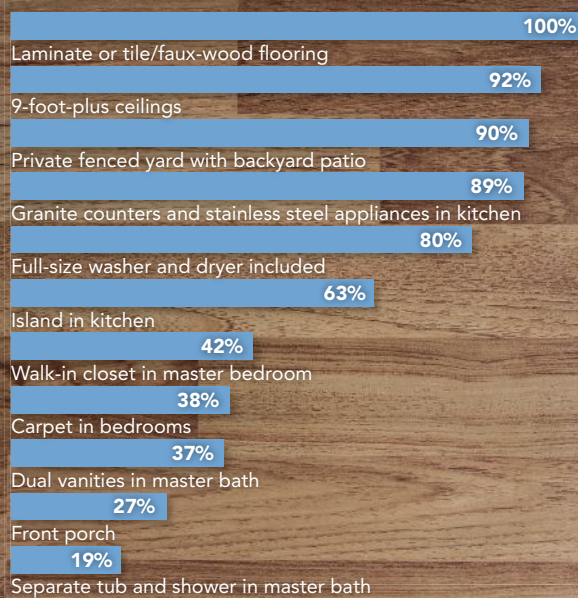 100%
Laminate or tile/faux-wood flooring
92%
9-foot-plus ceilings
90%
Private fenced yard with backyard patio
89%
Granite counters and stainless steel appliances in kitchen
80%
Full-size washer and dryer included
63%
Island in kitchen
42%
Walk-in closet in master bedroom
38%
Carpet in bedrooms
37%
Dual vanities in master bath
27%
Front porch
19%
Separate tub and shower in master bath